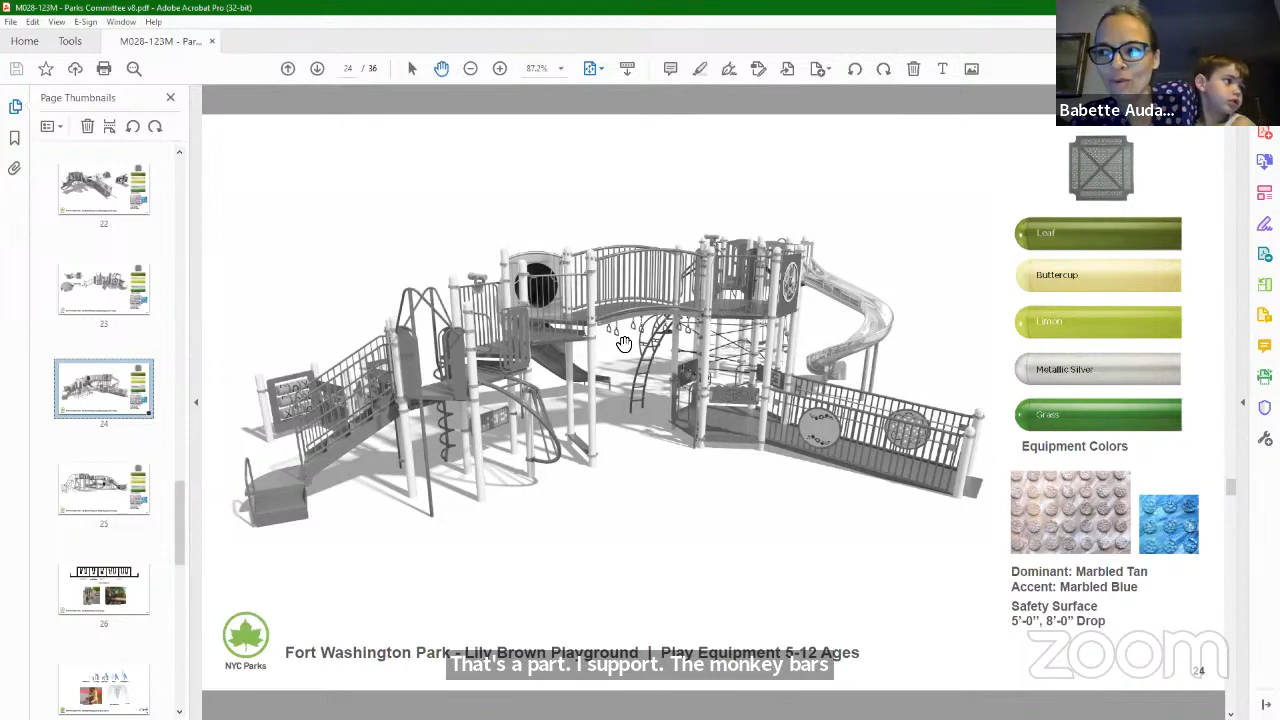 M028-123M - Parks Committee v8.pdf - Adobe Acrobat Pro (32-bit)
File Edit View E-Sign Window Help
Home Tools M028-123M - Par... ×
24 / 36 87.2%
Page Thumbnails
22
23
24
25
26
Babette Auda...
Leaf
Buttercup
Limon
Metallic Silver
Grass
Equipment Colors
Dominant: Marbled Tan
Accent: Marbled Blue
Safety Surface
5'-0", 8'-0" Drop
NYC Parks
Fort Washington Park - Lily Brown Playground | Play Equipment 5-12 Ages
That's a part. I support. The monkey bars
zoom
24